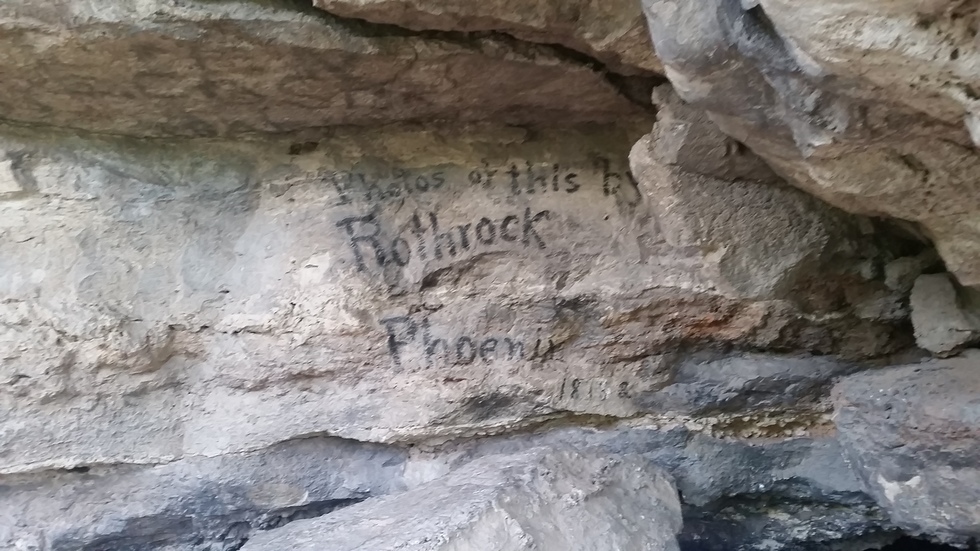 Photos of this by
Rothrock
Phoenix